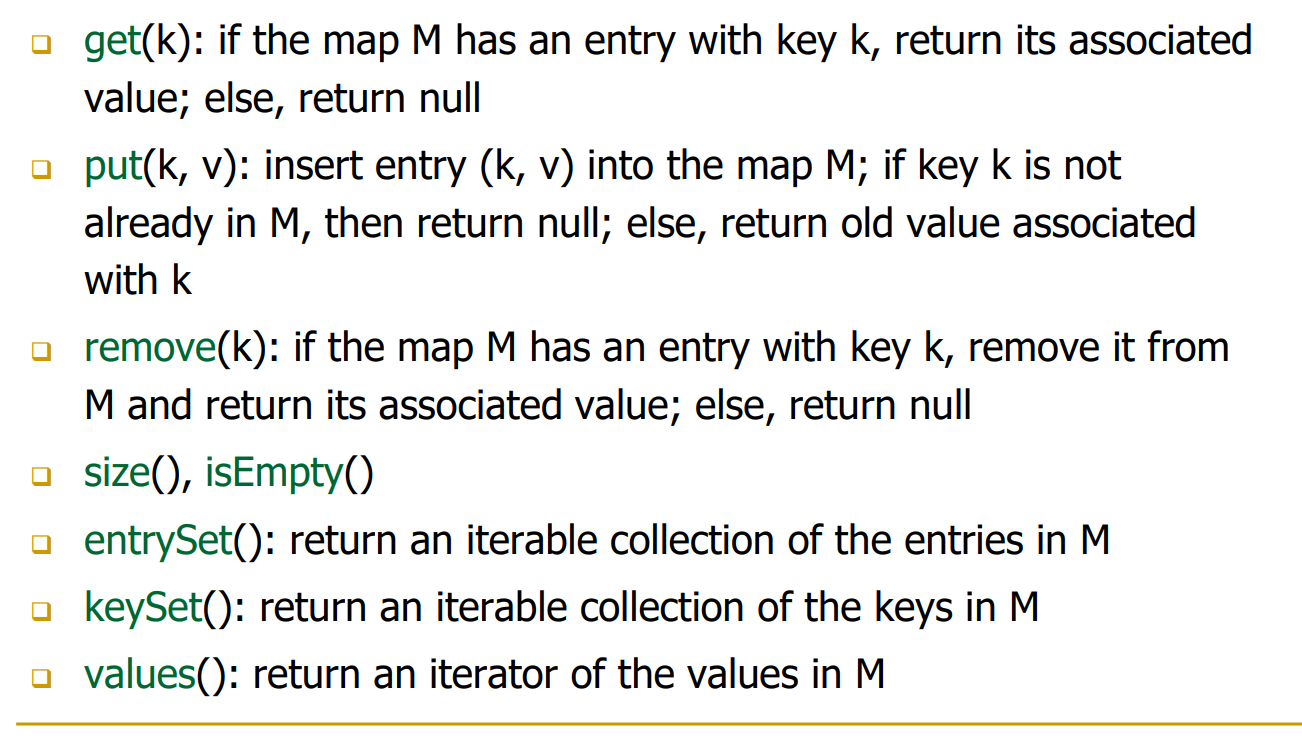 get(k): if the map M has an entry with key k, return its associated
value; else, return null
put(k, v): insert entry (k, v) into the map M; if key k is not
already in M, then return null; else, return old value associated
with k
remove(k): if the map M has an entry with key k, remove it from
M and return its associated value; else, return null
size(), isEmpty()
entrySet(): return an iterable collection of the entries in M
keySet(): return an iterable collection of the keys in M
values(): return an iterator of the values in M